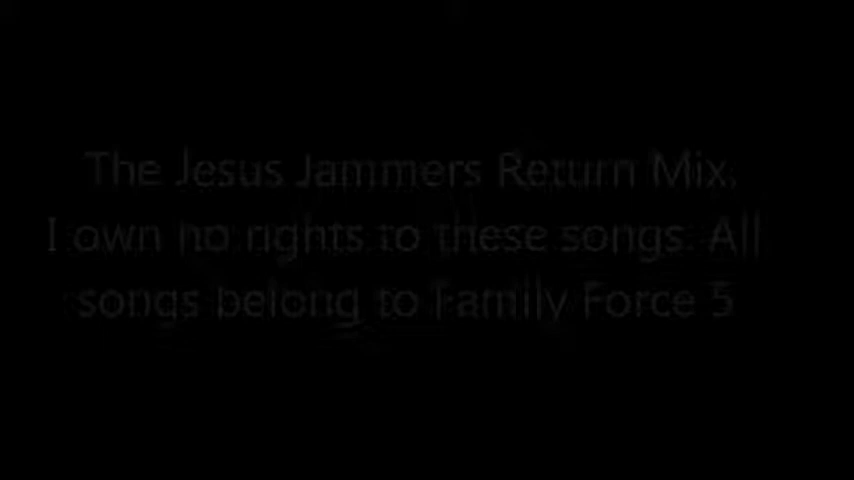 The Jesus Jammers Return Mix,
I own no rights to these songs. All
songs belong to Family Force 5